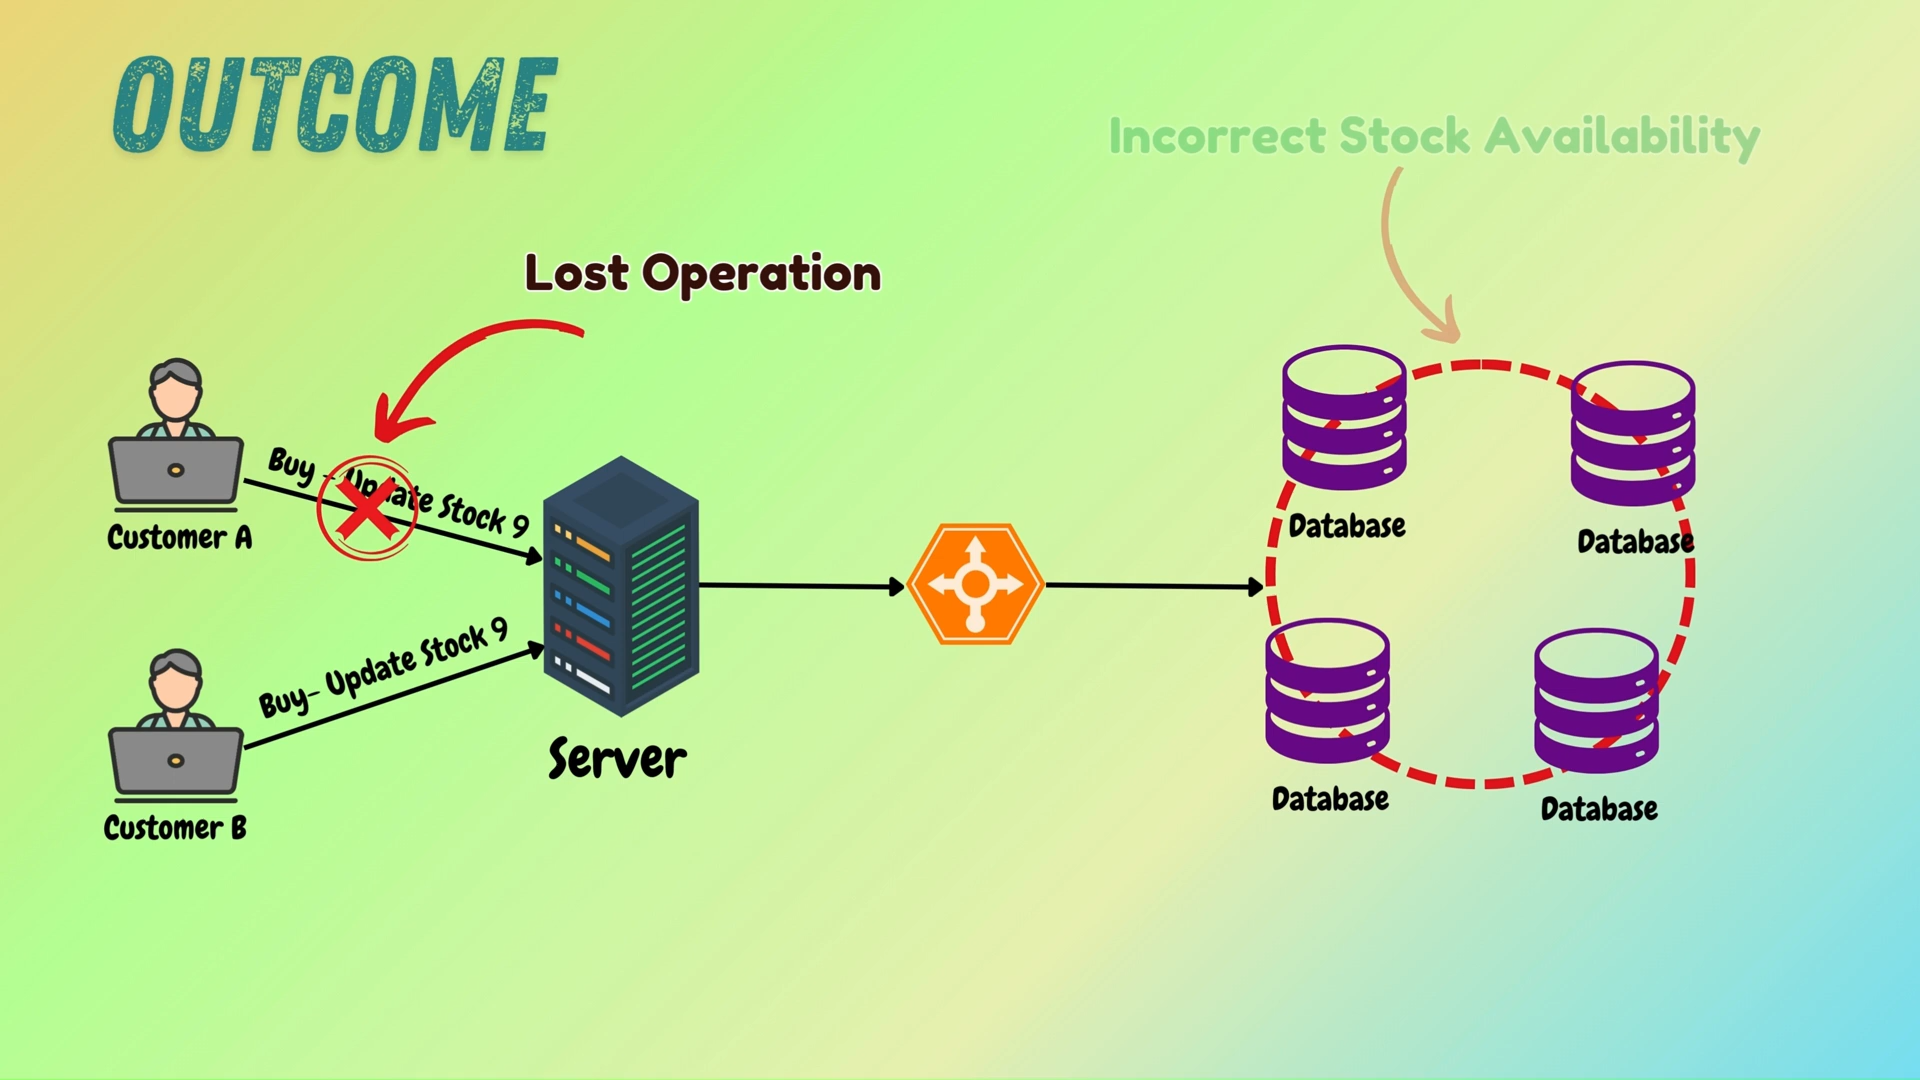 OUTCOME
Incorrect Stock Availability
Lost Operation
Buy - Update Stock 9
Customer A
Database
Database
Buy- Update Stock 9
Server
Customer B
Database
Database